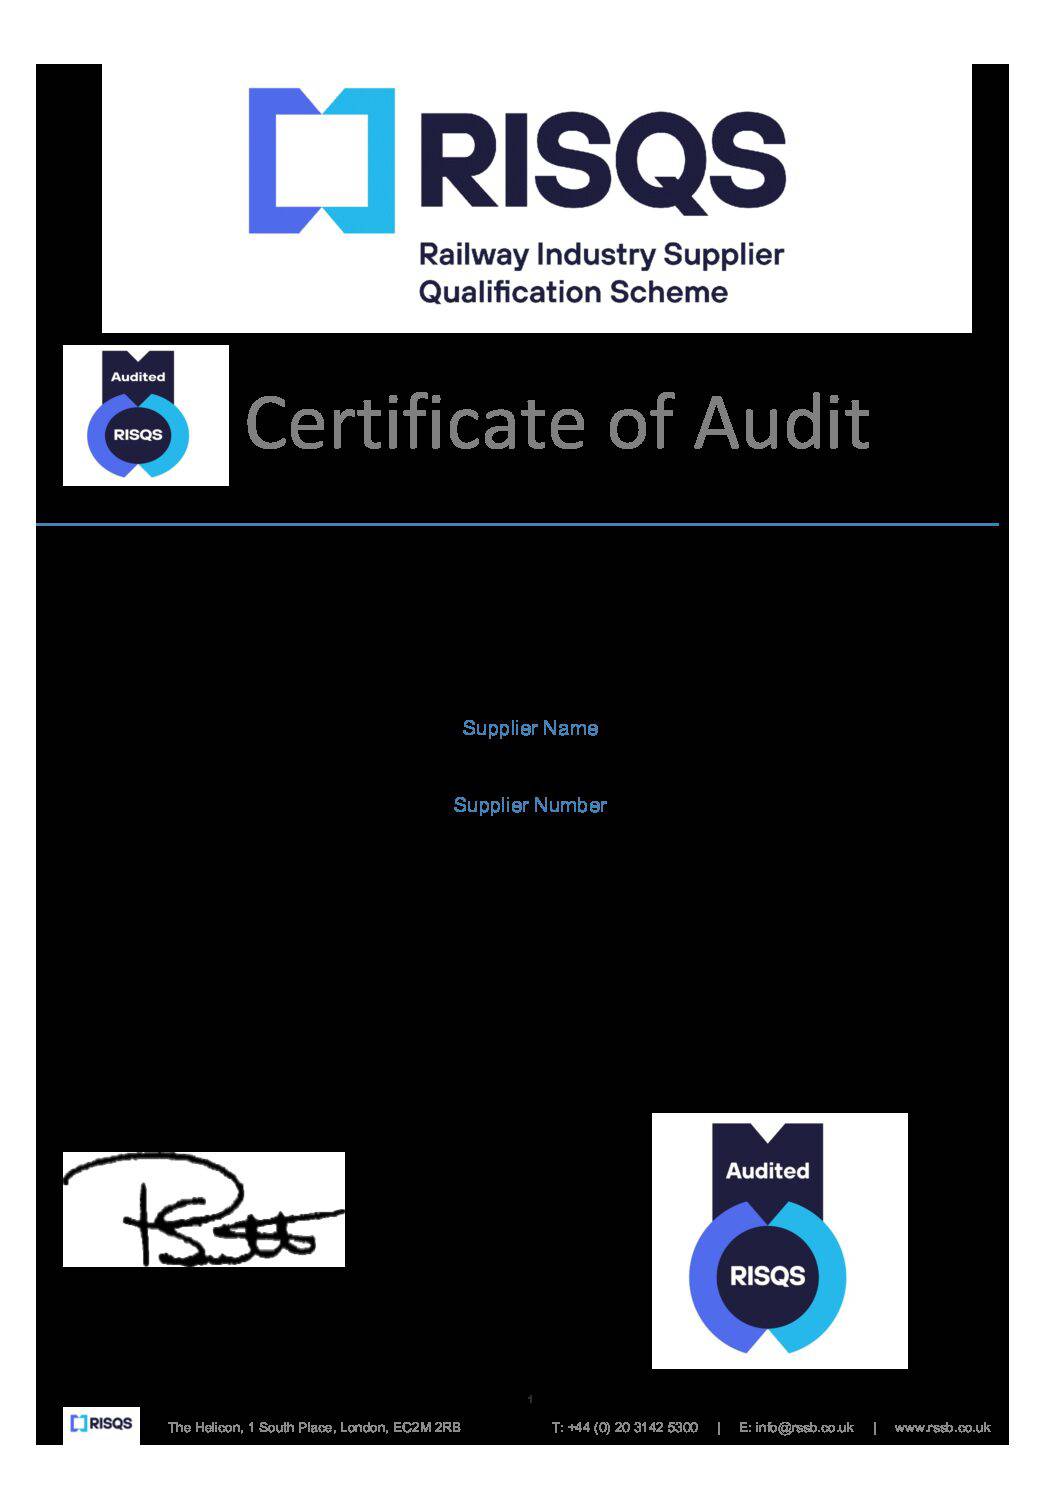 RISQS
Railway Industry Supplier
Qualification Scheme
Audited
RISQS
Certificate of Audit
Supplier Name
Supplier Number
Audited
RISQS
1
RISQS
The Helicon, 1 South Place, London, EC2M 2RB T: +44 (0) 20 3142 5300 | E: info@rssb.co.uk | www.rssb.co.uk